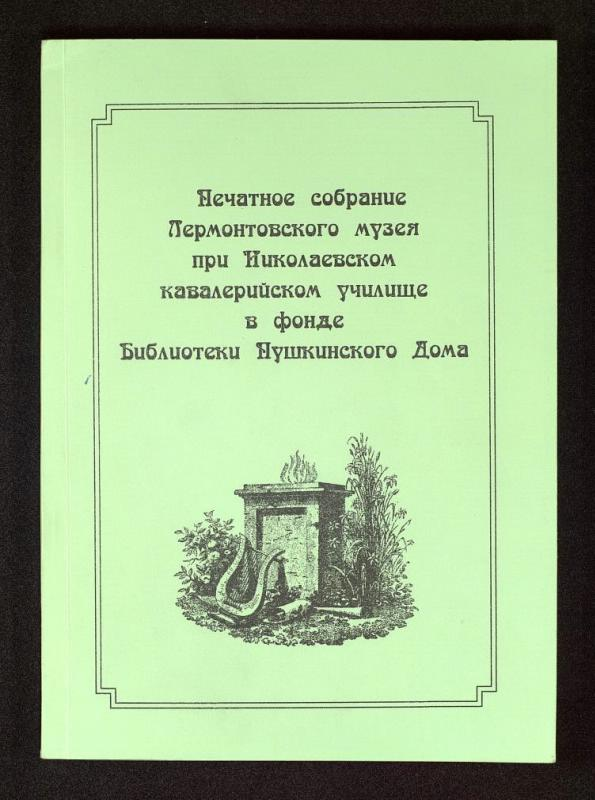 Печатное собрание
Лермонтовского музея
при Николаевском
кавалерийском училище
в фонде
Библиотеки Пушкинского Дома